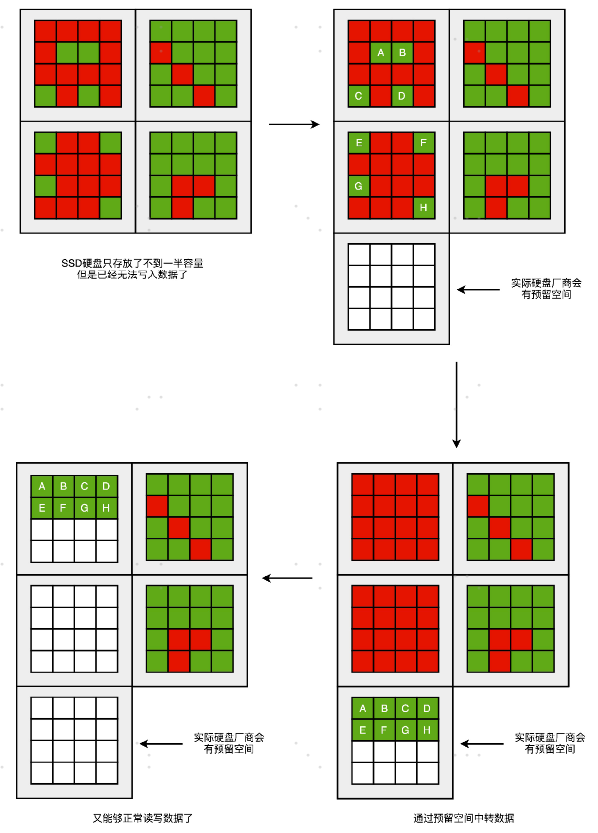 A B
C D
E F
G
H
SSD硬盘只存放了不到一半容量
但是已经无法写入数据了
实际硬盘厂商会
有预留空间
A B C D
E F G H
实际硬盘厂商会
有预留空间
又能够正常读写数据了
A B C D
E F G H
实际硬盘厂商会
有预留空间
通过预留空间中转数据